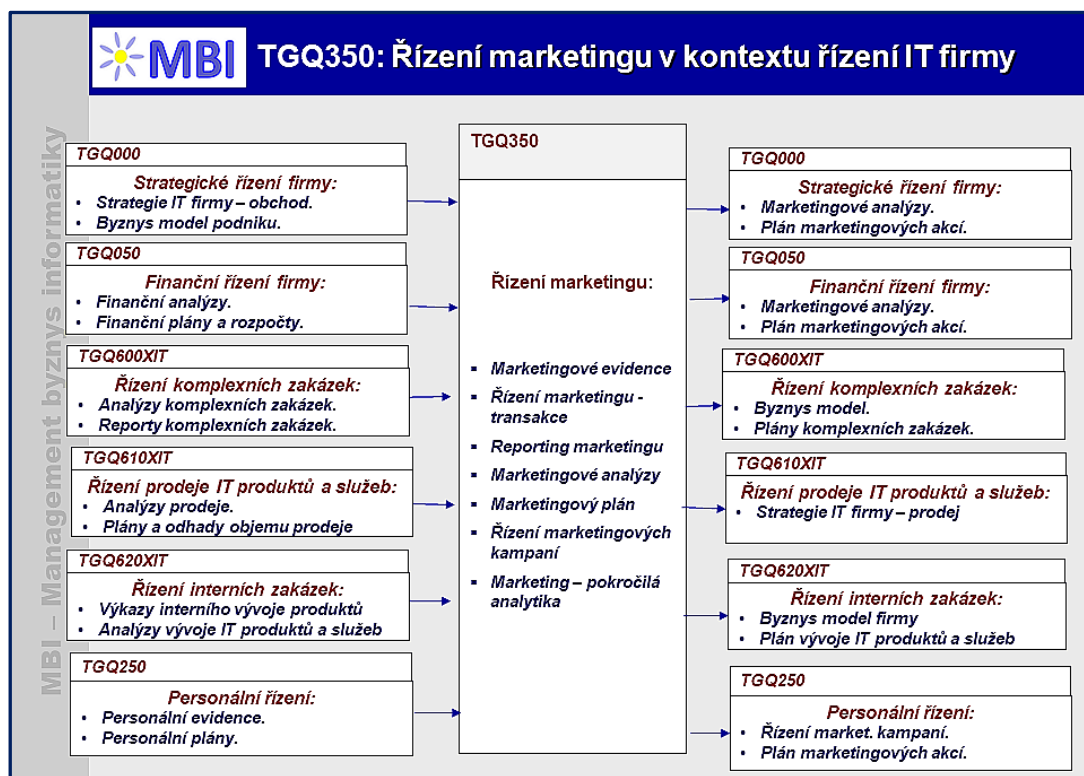 MBI
TGQ350: Řízení marketingu v kontextu řízení IT firmy
MBI – Management byznys informatiky
TGQ000
Strategické řízení firmy:
• Strategie IT firmy – obchod.
• Byznys model podniku.
TGQ050
Finanční řízení firmy:
• Finanční analýzy.
• Finanční plány a rozpočty.
TGQ600XIT
Řízení komplexních zakázek:
• Analýzy komplexních zakázek.
• Reporty komplexních zakázek.
TGQ610XIT
Řízení prodeje IT produktů a služeb:
• Analýzy prodeje.
• Plány a odhady objemu prodeje
TGQ620XIT
Řízení interních zakázek:
• Výkazy interního vývoje produktů
• Analýzy vývoje IT produktů a služeb
TGQ250
Personální řízení:
• Personální evidence.
• Personální plány.
TGQ350
Řízení marketingu:
▪ Marketingové evidence
▪ Řízení marketingu -
transakce
▪ Reporting marketingu
▪ Marketingové analýzy
▪ Marketingový plán
▪ Řízení marketingových
kampaní
▪ Marketing – pokročilá
analytika
TGQ000
Strategické řízení firmy:
• Marketingové analýzy.
• Plán marketingových akcí.
TGQ050
Finanční řízení firmy:
• Marketingové analýzy.
• Plán marketingových akcí.
TGQ600XIT
Řízení komplexních zakázek:
• Byznys model.
• Plány komplexních zakázek.
TGQ610XIT
Řízení prodeje IT produktů a služeb:
• Strategie IT firmy – prodej
TGQ620XIT
Řízení interních zakázek:
• Byznys model firmy
• Plán vývoje IT produktů a služeb
TGQ250
Personální řízení:
• Řízení market. kampaní.
• Plán marketingových akcí.